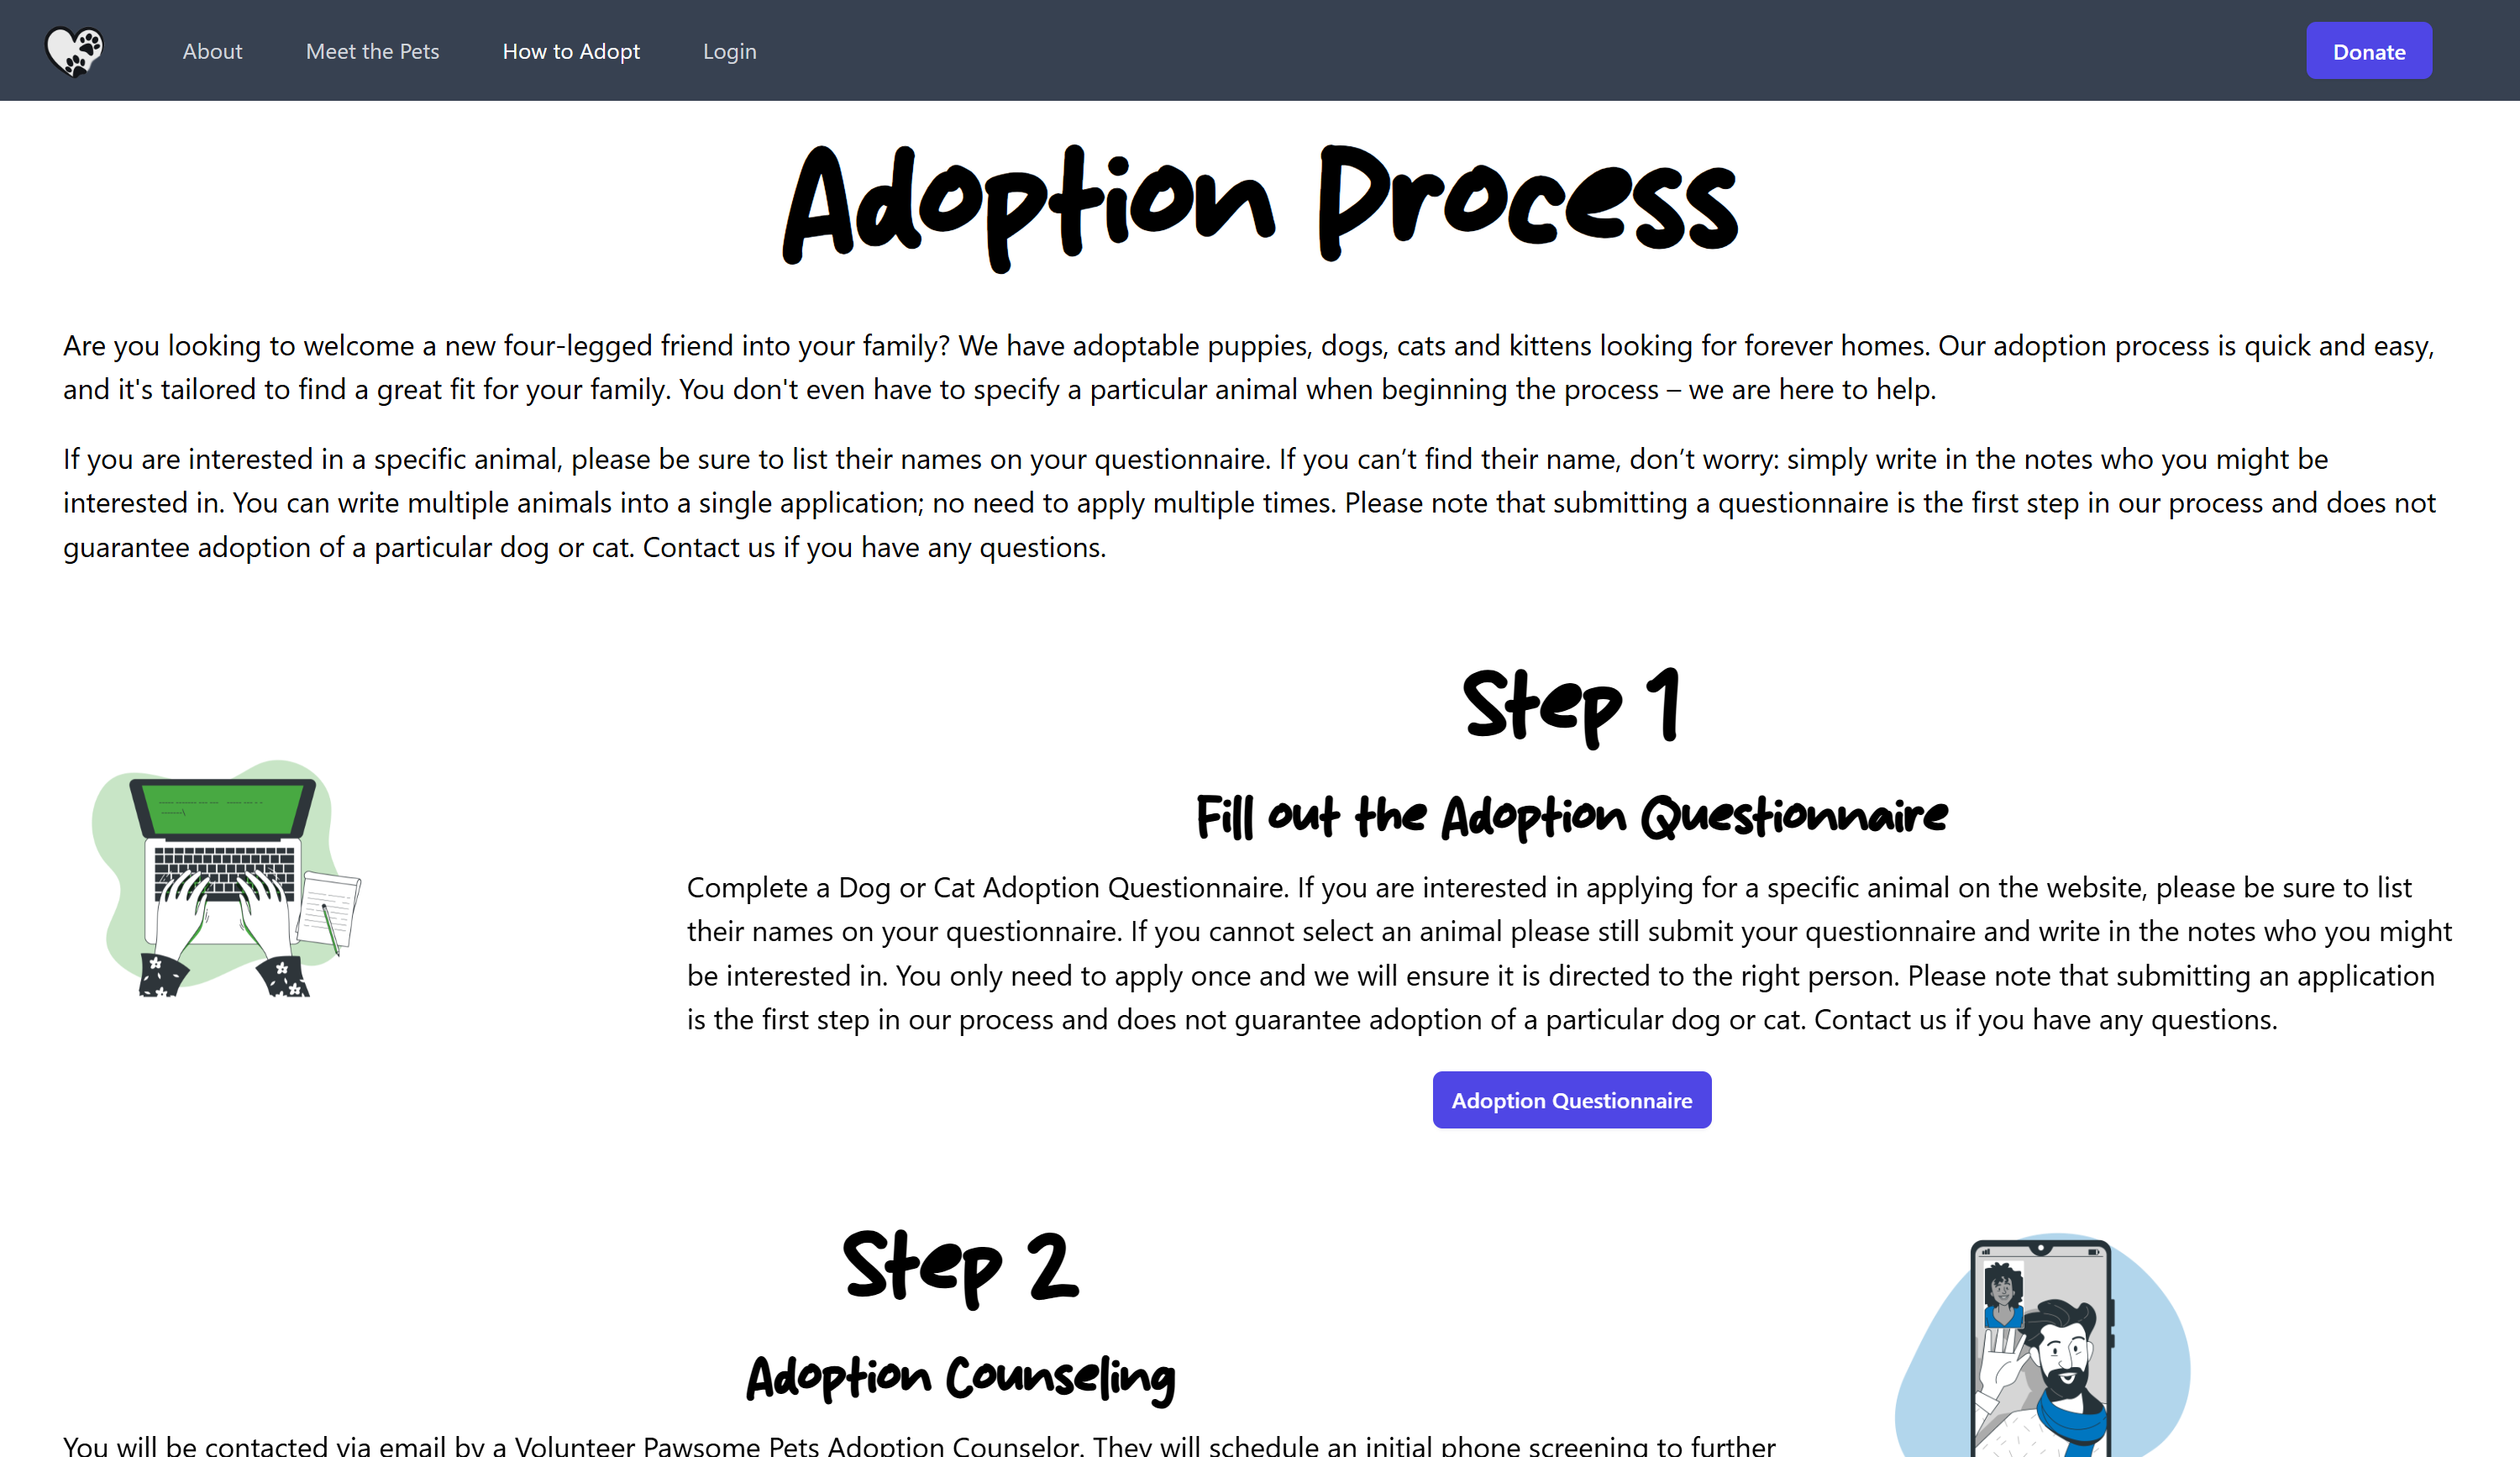 About
Meet the Pets
How to Adopt
Login
Donate
Adoption Process
Are you looking to welcome a new four-legged friend into your family? We have adoptable puppies, dogs, cats and kittens looking for forever homes. Our adoption process is quick and easy,
and it's tailored to find a great fit for your family. You don't even have to specify a particular animal when beginning the process – we are here to help.
If you are interested in a specific animal, please be sure to list their names on your questionnaire. If you can’t find their name, don’t worry: simply write in the notes who you might be
interested in. You can write multiple animals into a single application; no need to apply multiple times. Please note that submitting a questionnaire is the first step in our process and does not
guarantee adoption of a particular dog or cat. Contact us if you have any questions.
Step 1
Fill out the Adoption Questionnaire
Complete a Dog or Cat Adoption Questionnaire. If you are interested in applying for a specific animal on the website, please be sure to list
their names on your questionnaire. If you cannot select an animal please still submit your questionnaire and write in the notes who you might
be interested in. You only need to apply once and we will ensure it is directed to the right person. Please note that submitting an application
is the first step in our process and does not guarantee adoption of a particular dog or cat. Contact us if you have any questions.
Adoption Questionnaire
Step 2
Adoption Counseling
You will be contacted via email by a Volunteer Pawsome Pets Adoption Counselor. They will schedule an initial phone screening to further